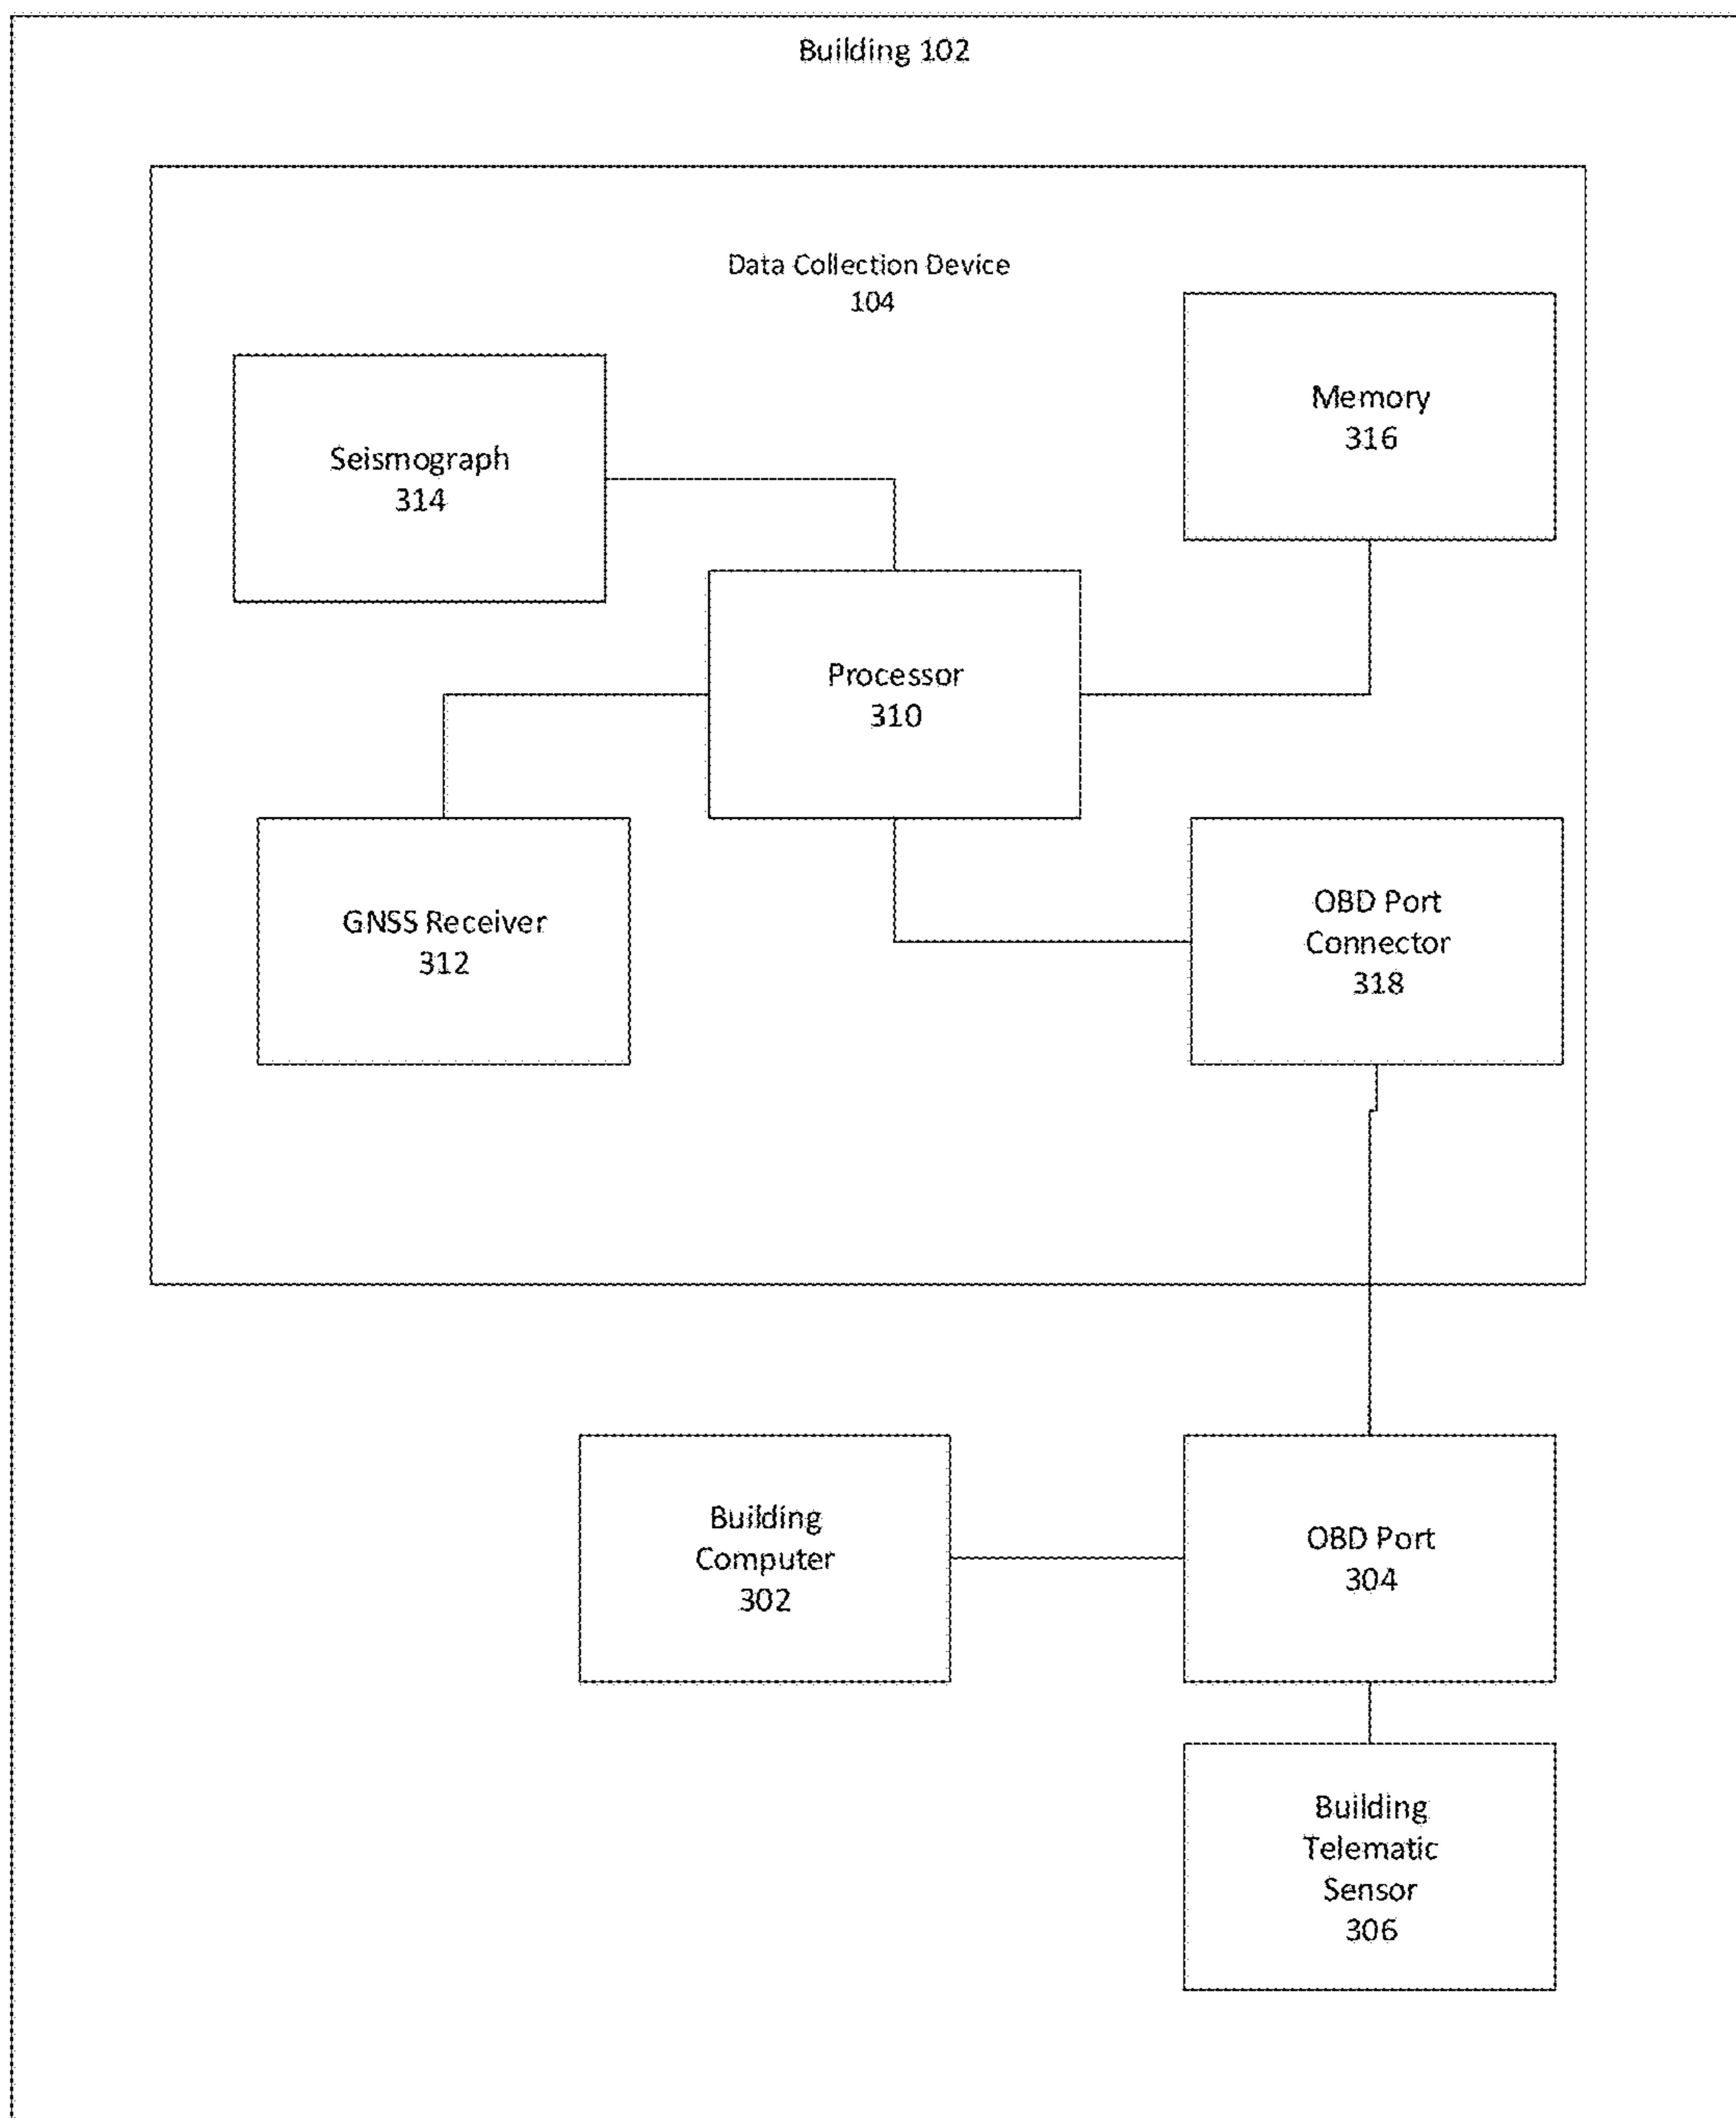 Building 102
Data Collection Device
104
Memory
316
Seismograph
314
Processor
310
GNSS Receiver
312
OBD Port
Connector
318
Building
Computer
302
OBD Port
304
Building
Telematic
Sensor
306